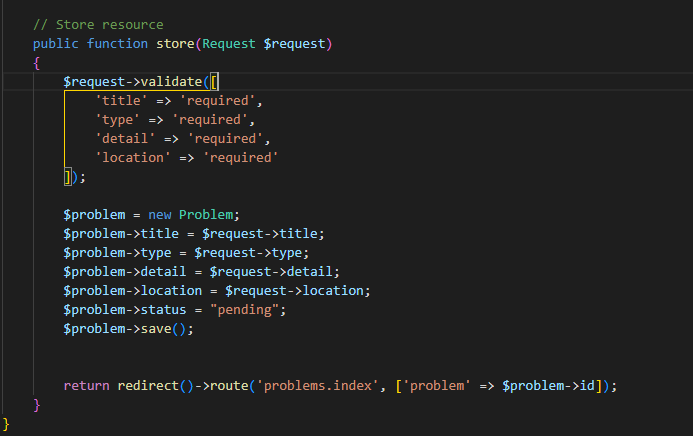 // Store resource
public function store(Request $request)
{
$request->validate([
'title' => 'required',
'type' => 'required',
'detail' => 'required',
'location' => 'required'
]);
$problem = new Problem;
$problem->title = $request->title;
$problem->type = $request->type;
$problem->detail = $request->detail;
$problem->location = $request->location;
$problem->status = "pending";
$problem->save();
return redirect()->route('problems.index', ['problem' => $problem->id]);
}
}